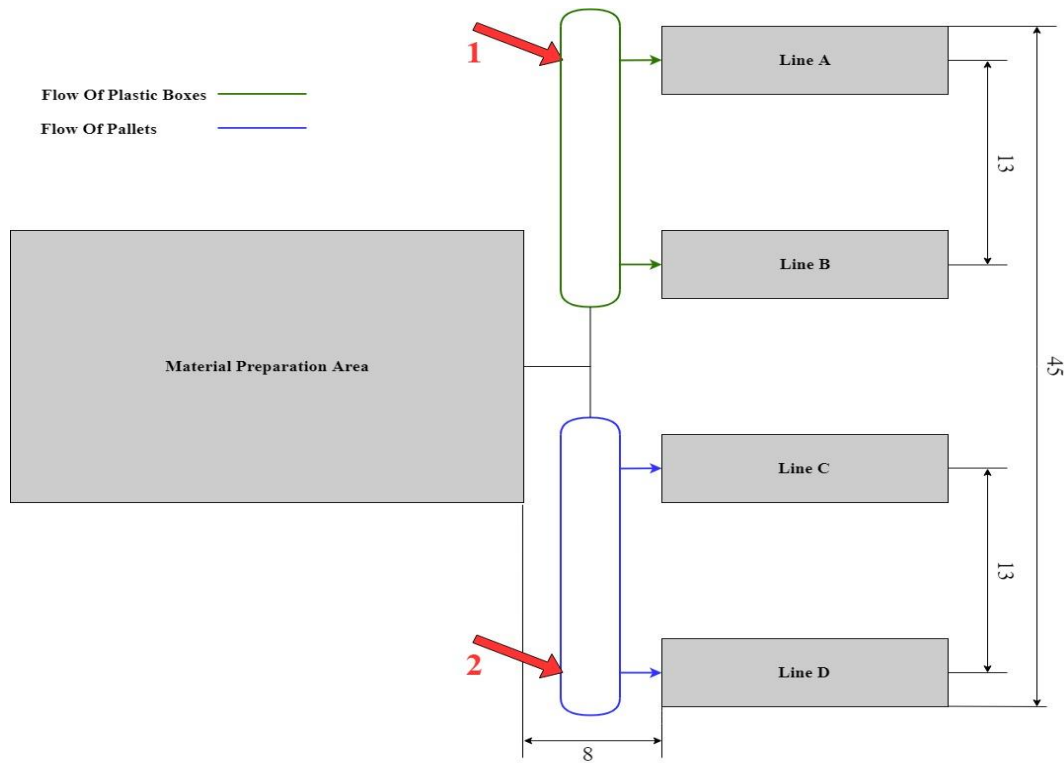 1
Line A
Flow Of Plastic Boxes
Flow Of Pallets
13
Line B
Material Preparation Area
45
Line C
13
2
Line D
8